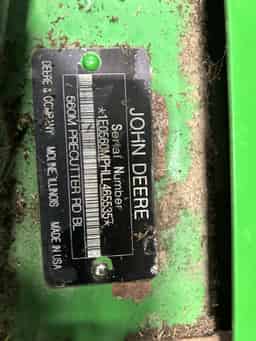 JOHN DEERE
Serial Number
*1E0560MPHLL465535*
560M PRECUTTER RD BL
DEERE & COMPANY MOLINE ILLINOIS MADE IN USA